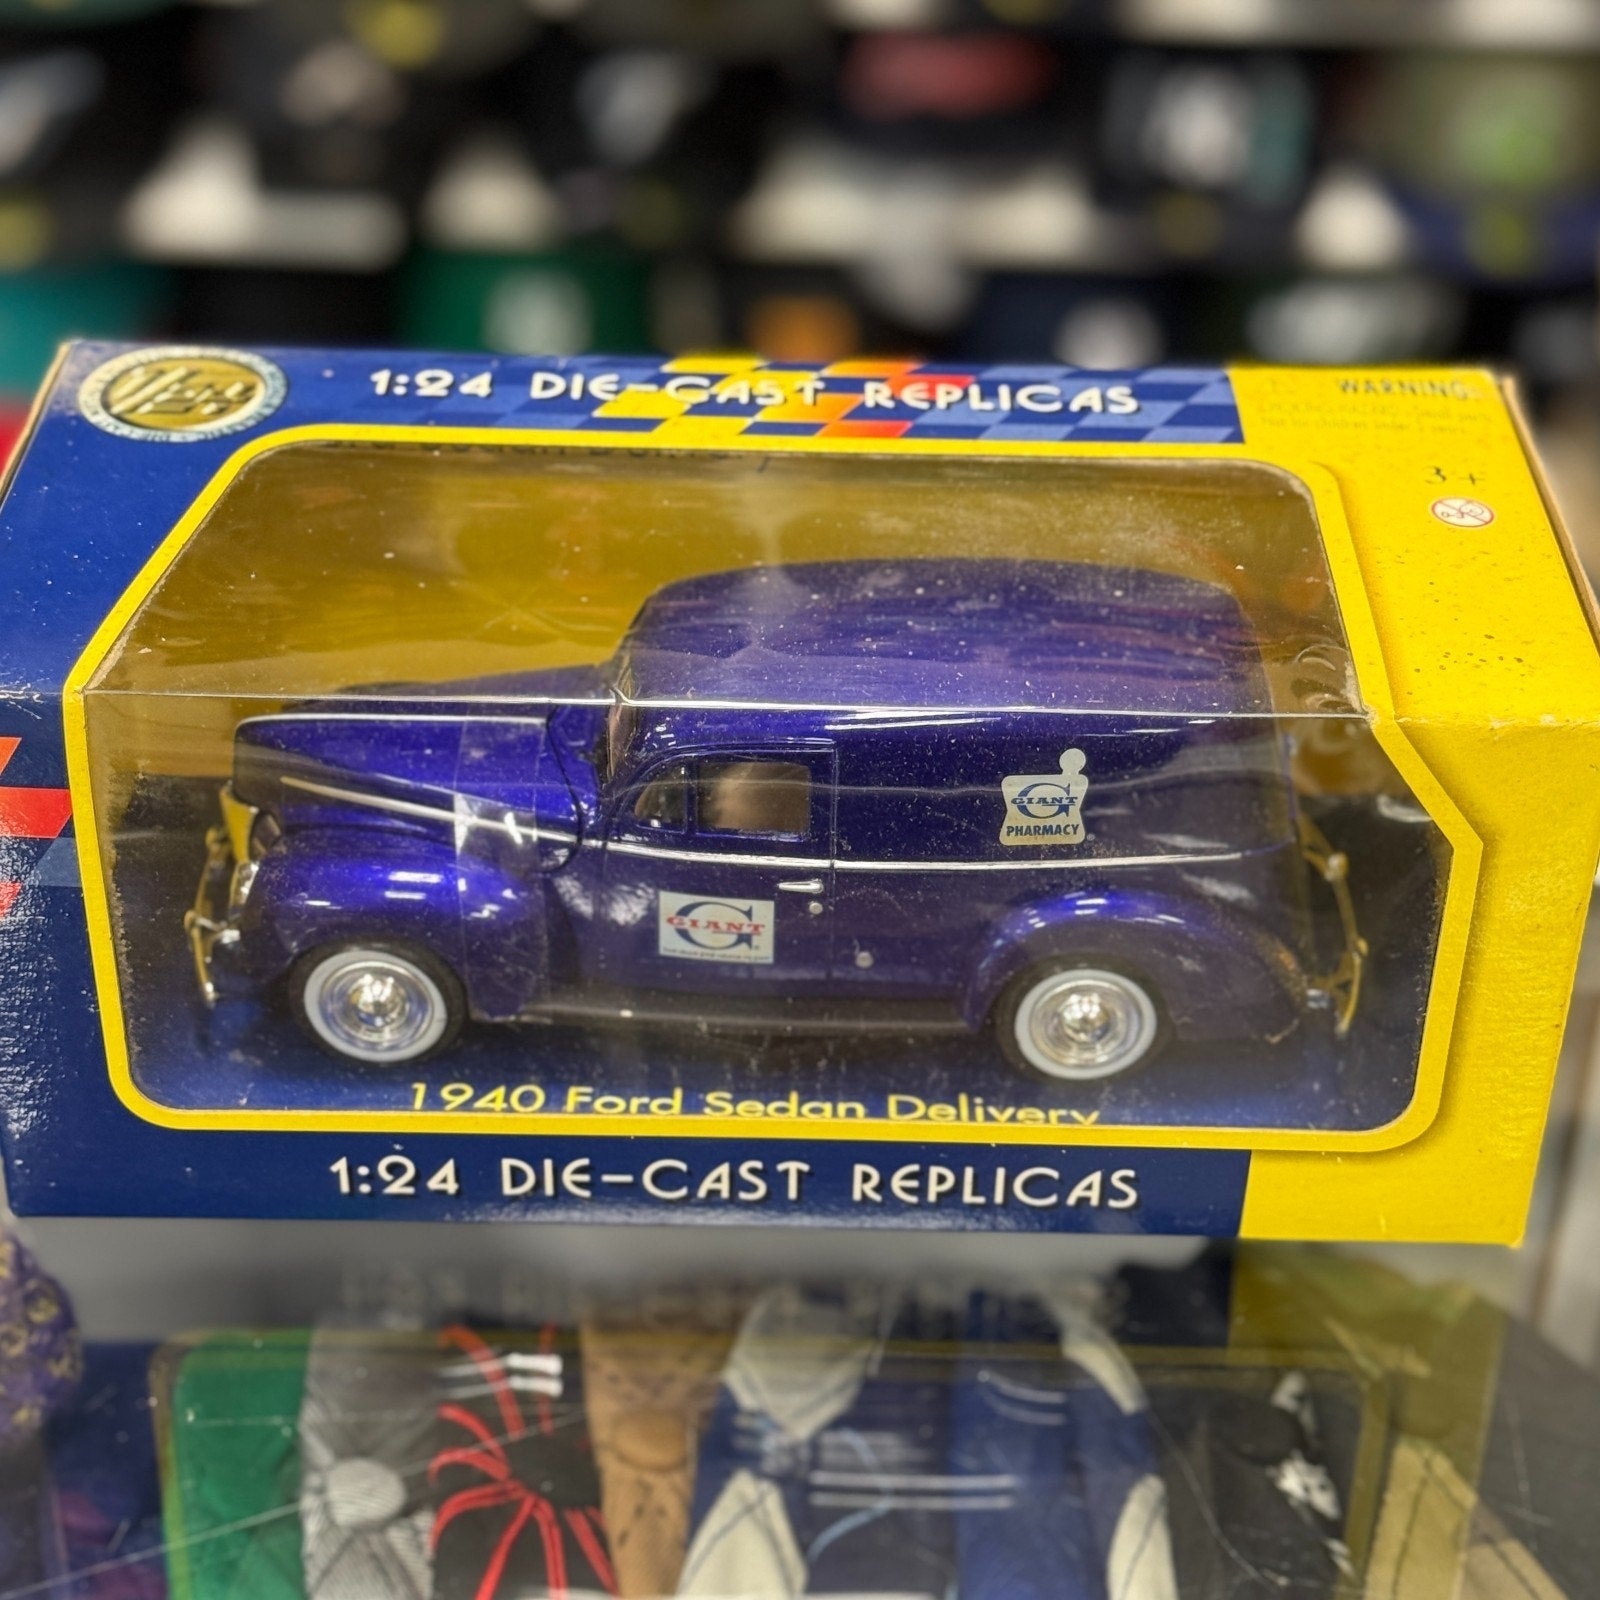 1:24 DIE-CAST REPLICAS
WARNING:
3+
GIANT
PHARMACY
GIANT
1940 Ford Sedan Delivery
1:24 DIE-CAST REPLICAS